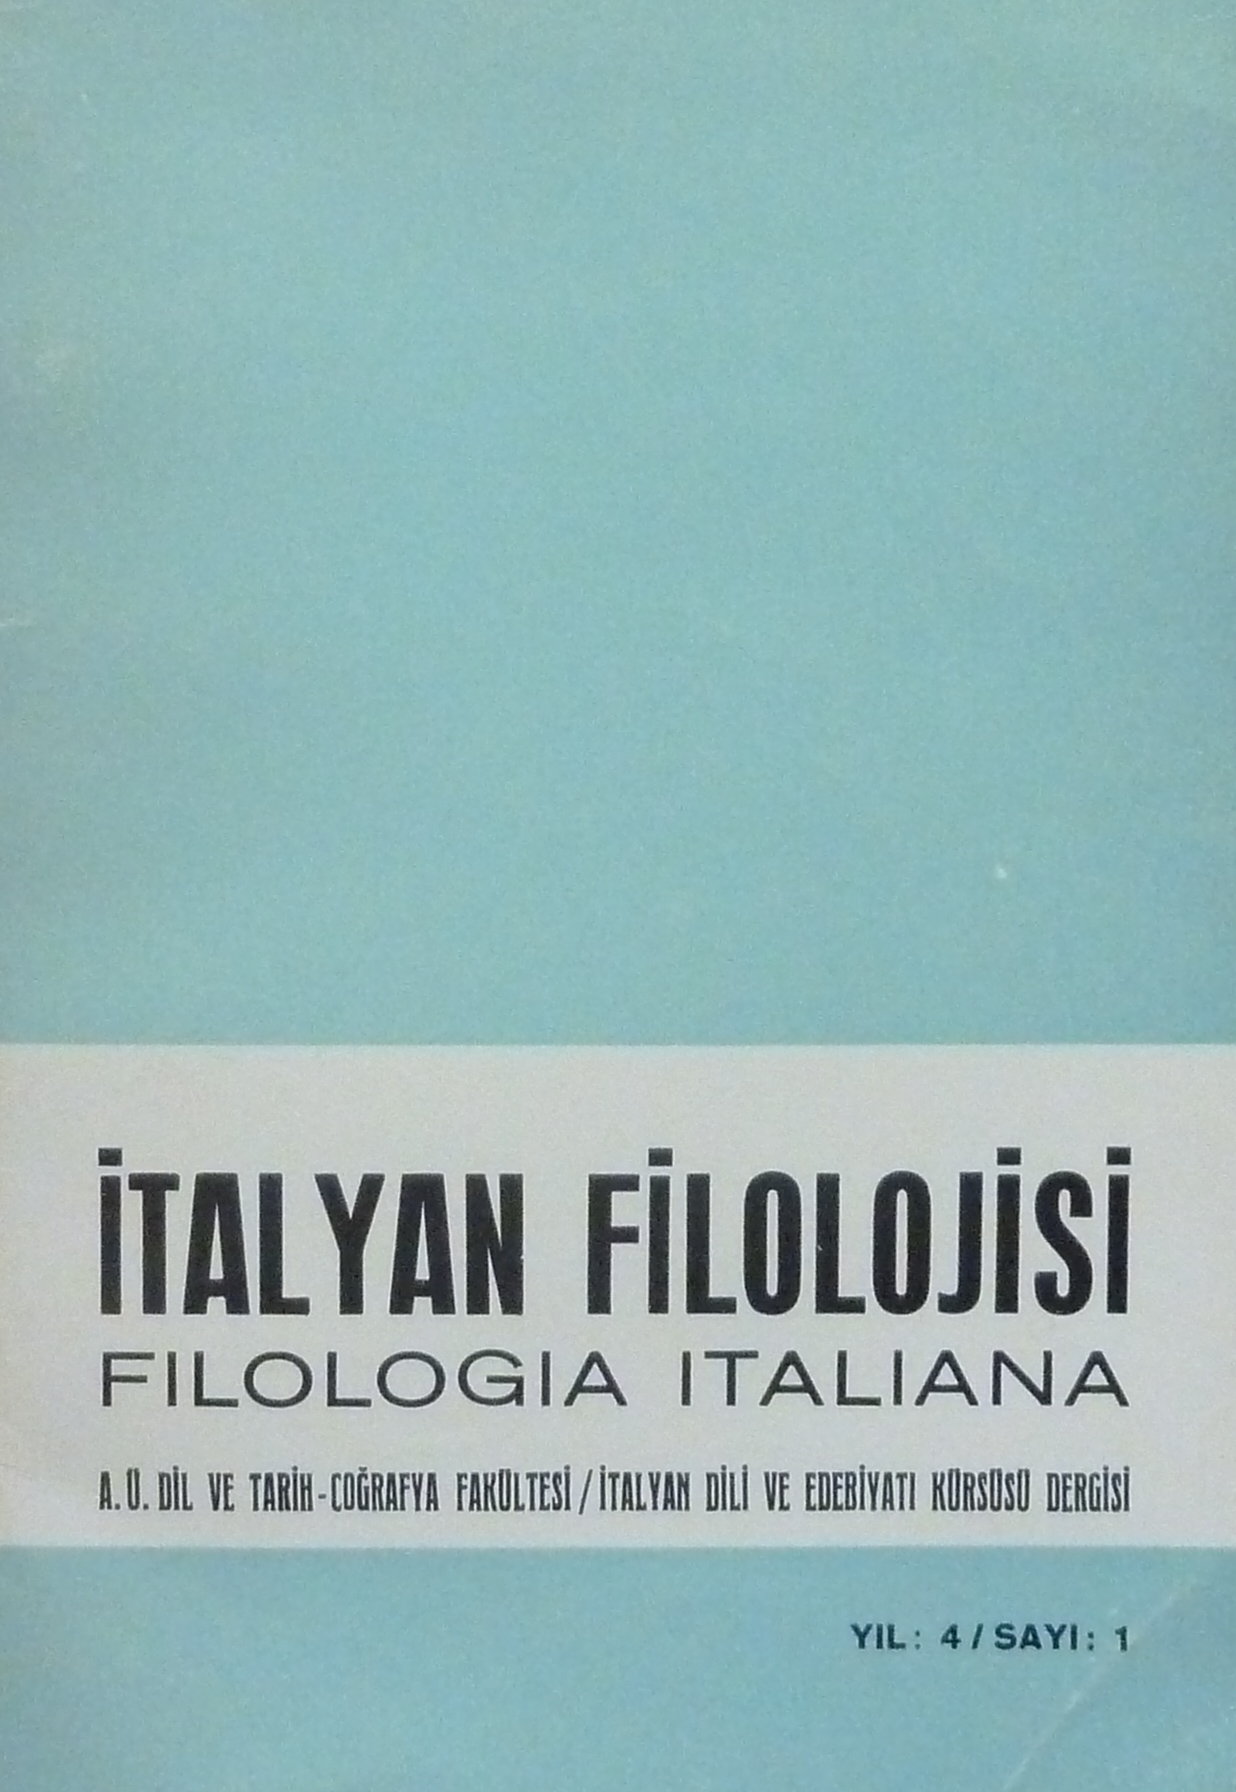 İTALYAN FİLOLOJİSİ
FILOLOGIA ITALIANA
A.Ü. DİL VE TARİH-COĞRAFYA FAKÜLTESİ / İTALYAN DİLİ VE EDEBİYATI KÜRSÜSÜ DERGİSİ
YIL: 4 / SAYI: 1